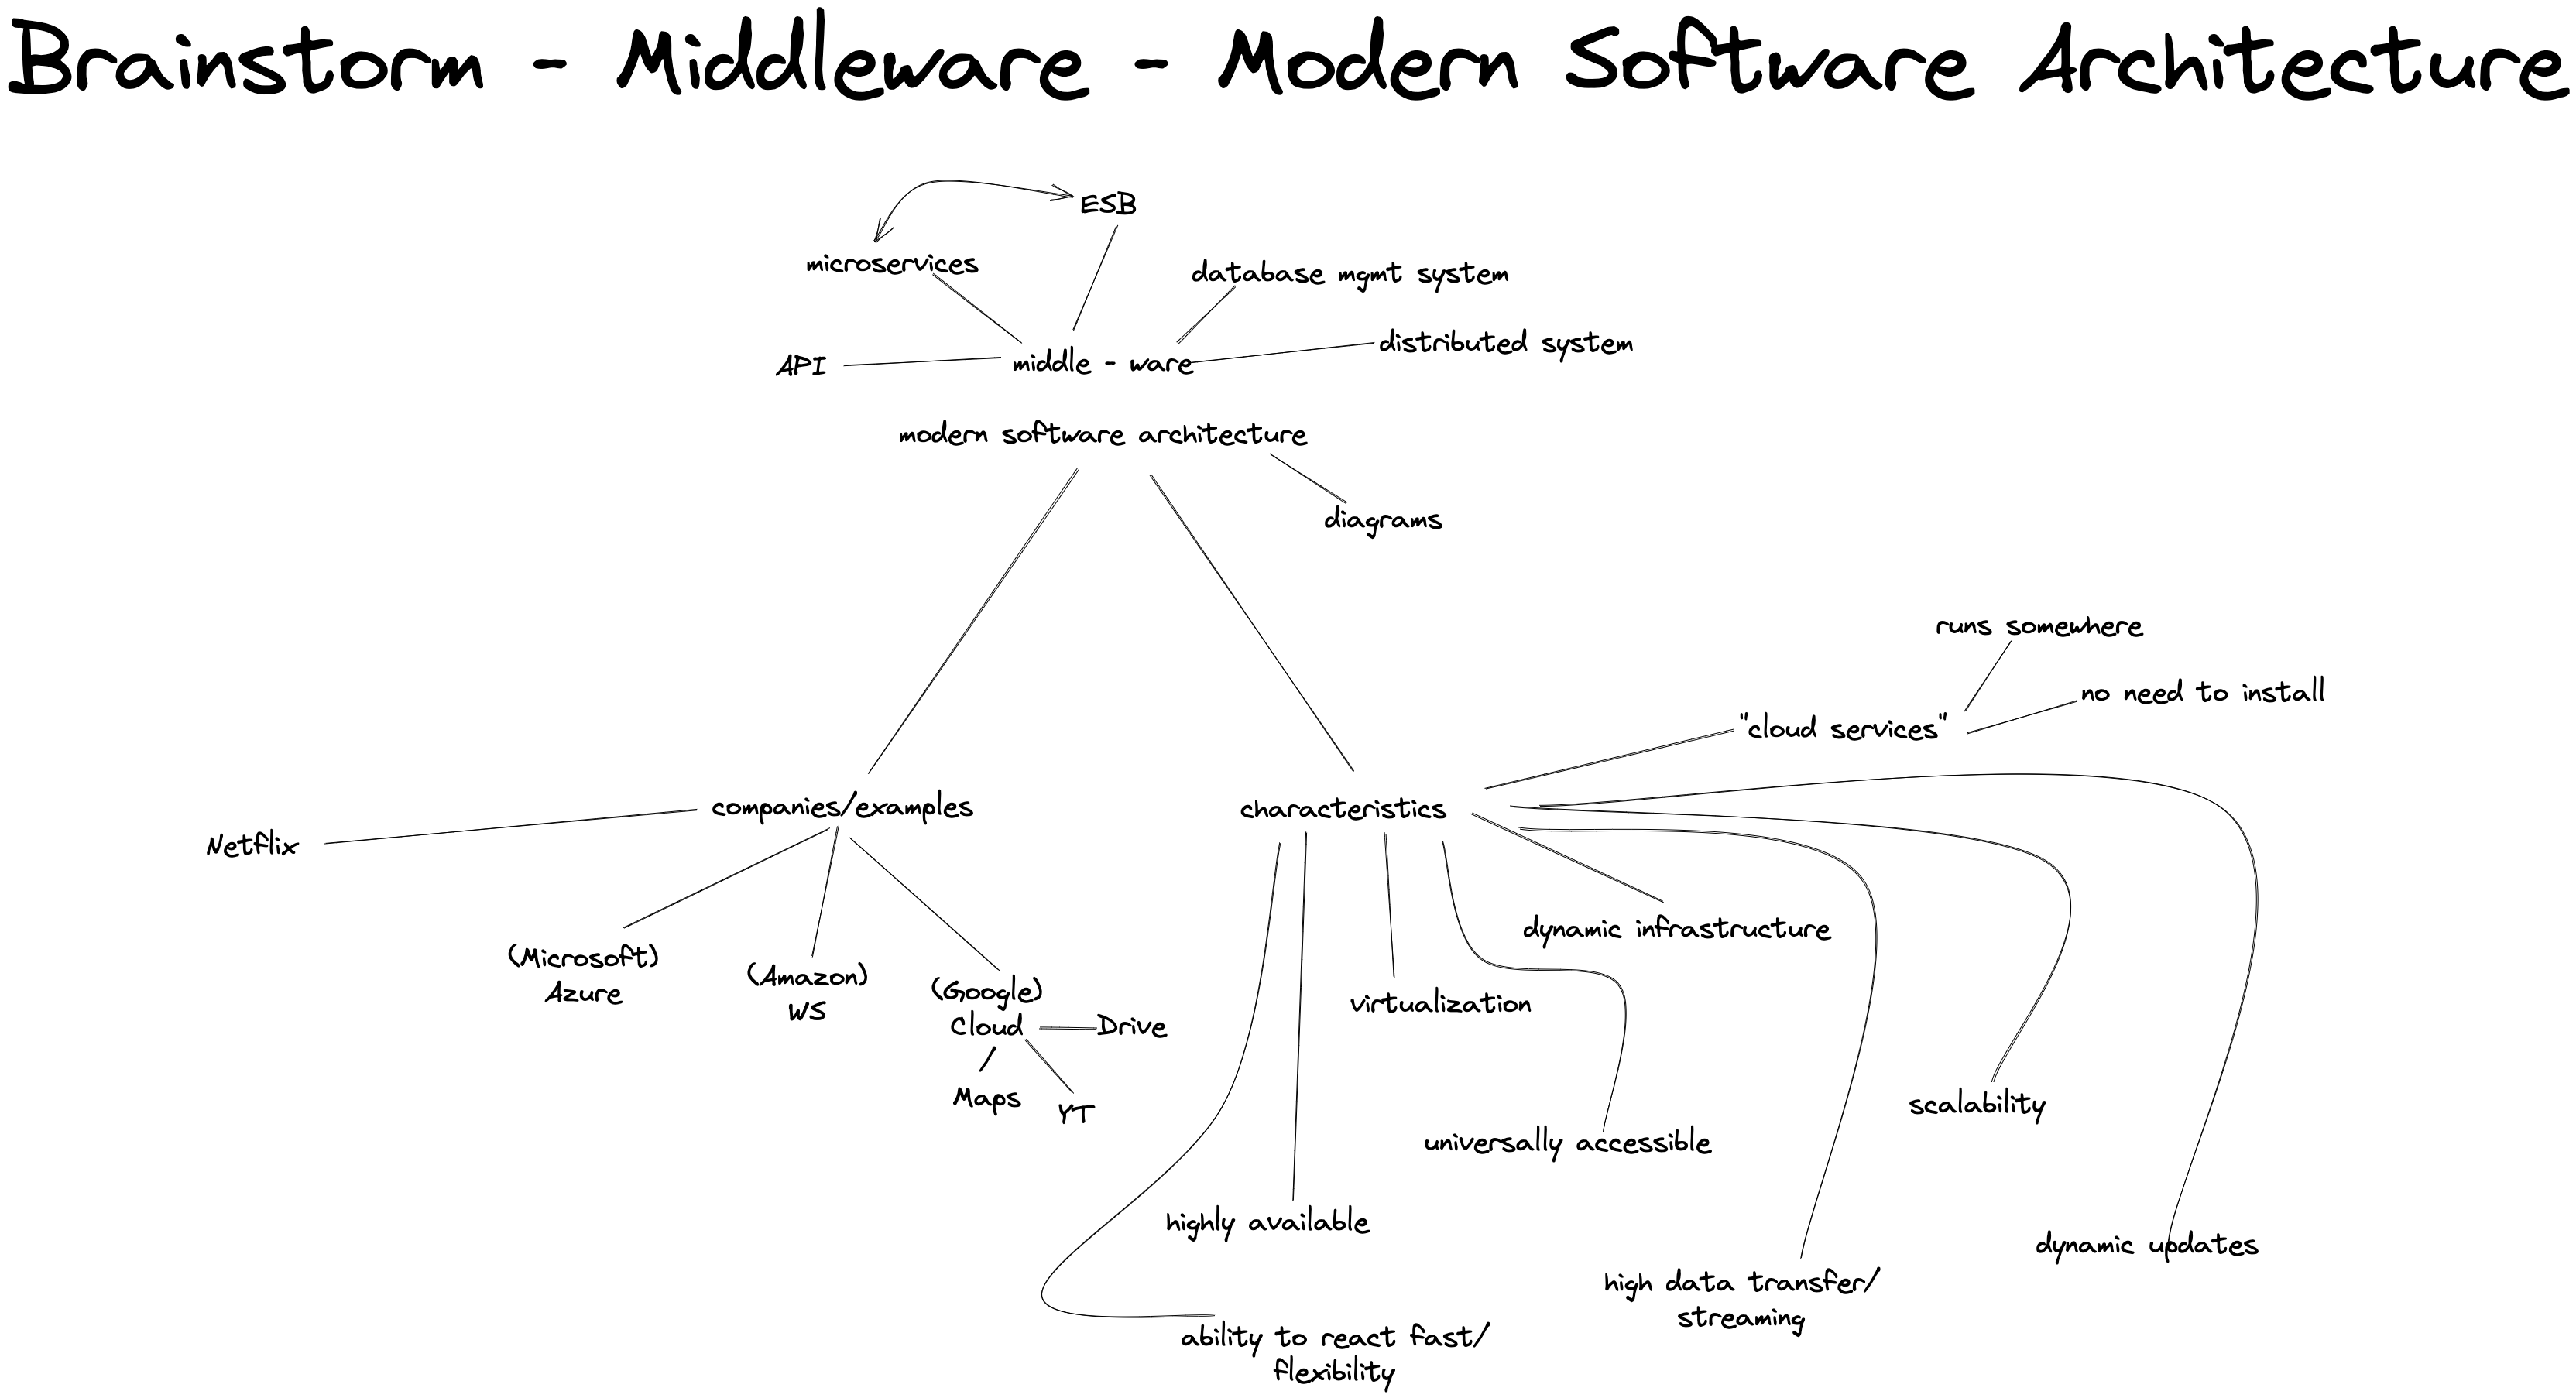 Brainstorm - Middleware - Modern Software Architecture
ESB
microservices
database mgmt system
distributed system
API
middle - ware
modern software architecture
diagrams
runs somewhere
no need to install
"cloud services"
companies/examples
characteristics
Netflix
(Microsoft)
Azure
(Amazon)
WS
(Google)
Cloud
Drive
Maps
YT
dynamic infrastructure
virtualization
universally accessible
scalability
highly available
dynamic updates
high data transfer/
streaming
ability to react fast/
flexibility